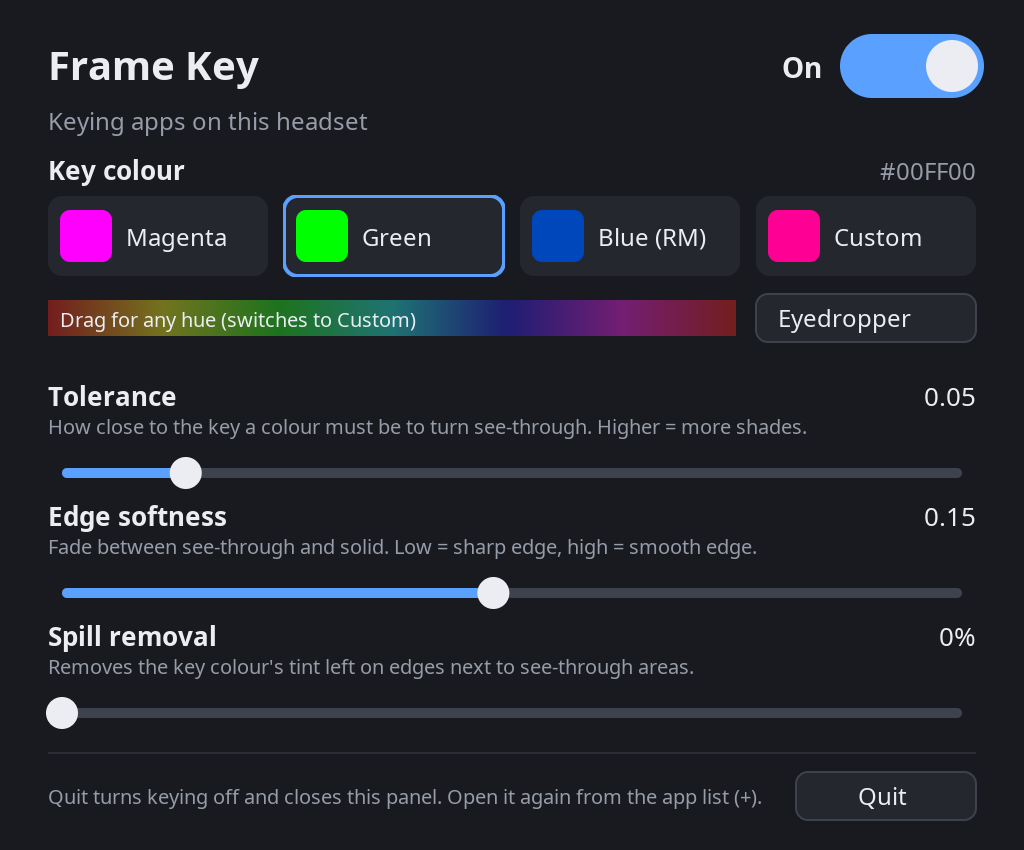 Frame Key
On
Keying apps on this headset
Key colour
#00FF00
Magenta
Green
Blue (RM)
Custom
Drag for any hue (switches to Custom)
Eyedropper
Tolerance
0.05
How close to the key a colour must be to turn see-through. Higher = more shades.
Edge softness
0.15
Fade between see-through and solid. Low = sharp edge, high = smooth edge.
Spill removal
0%
Removes the key colour's tint left on edges next to see-through areas.
Quit turns keying off and closes this panel. Open it again from the app list (+).
Quit